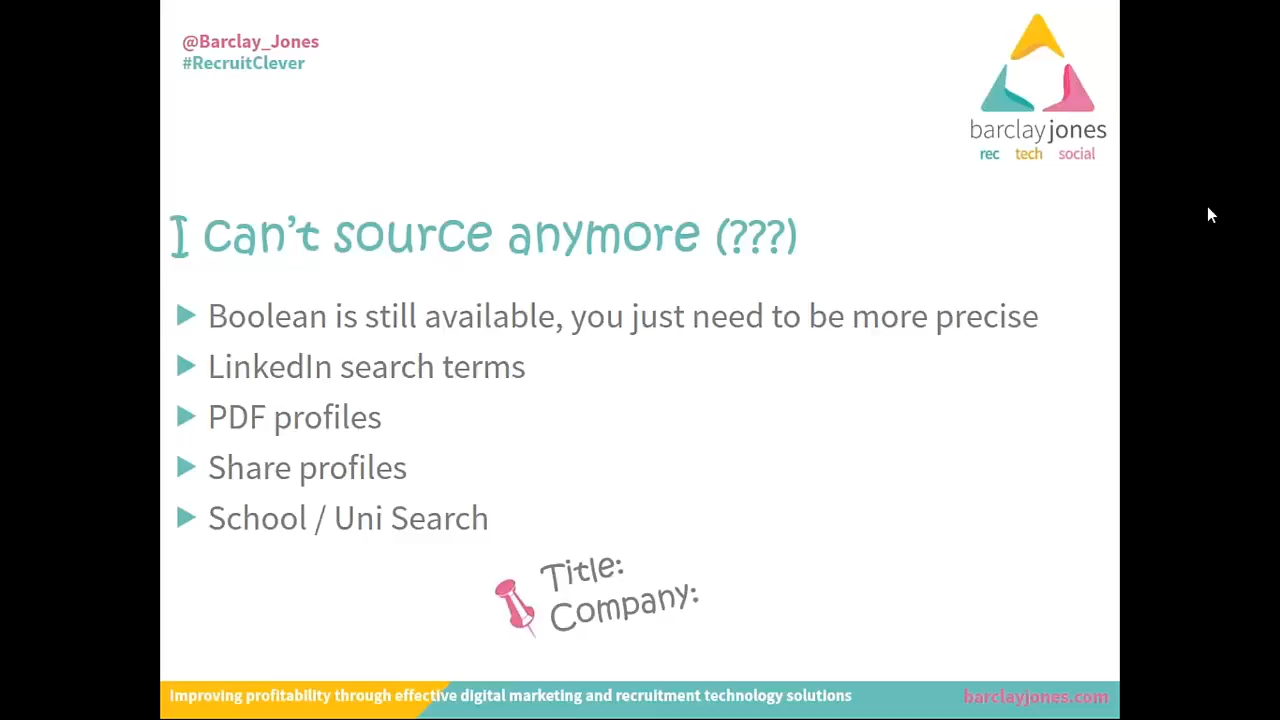 @Barclay_Jones
#RecruitClever
barclayjones
rec tech social
I can't source anymore (???)
Boolean is still available, you just need to be more precise
LinkedIn search terms
PDF profiles
Share profiles
School / Uni Search
Title:
Company:
Improving profitability through effective digital marketing and recruitment technology solutions
barclayjones.com